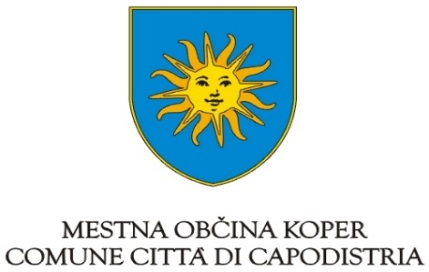 MESTNA OBČINA KOPER
COMUNE CITTÀ DI CAPODISTRIA